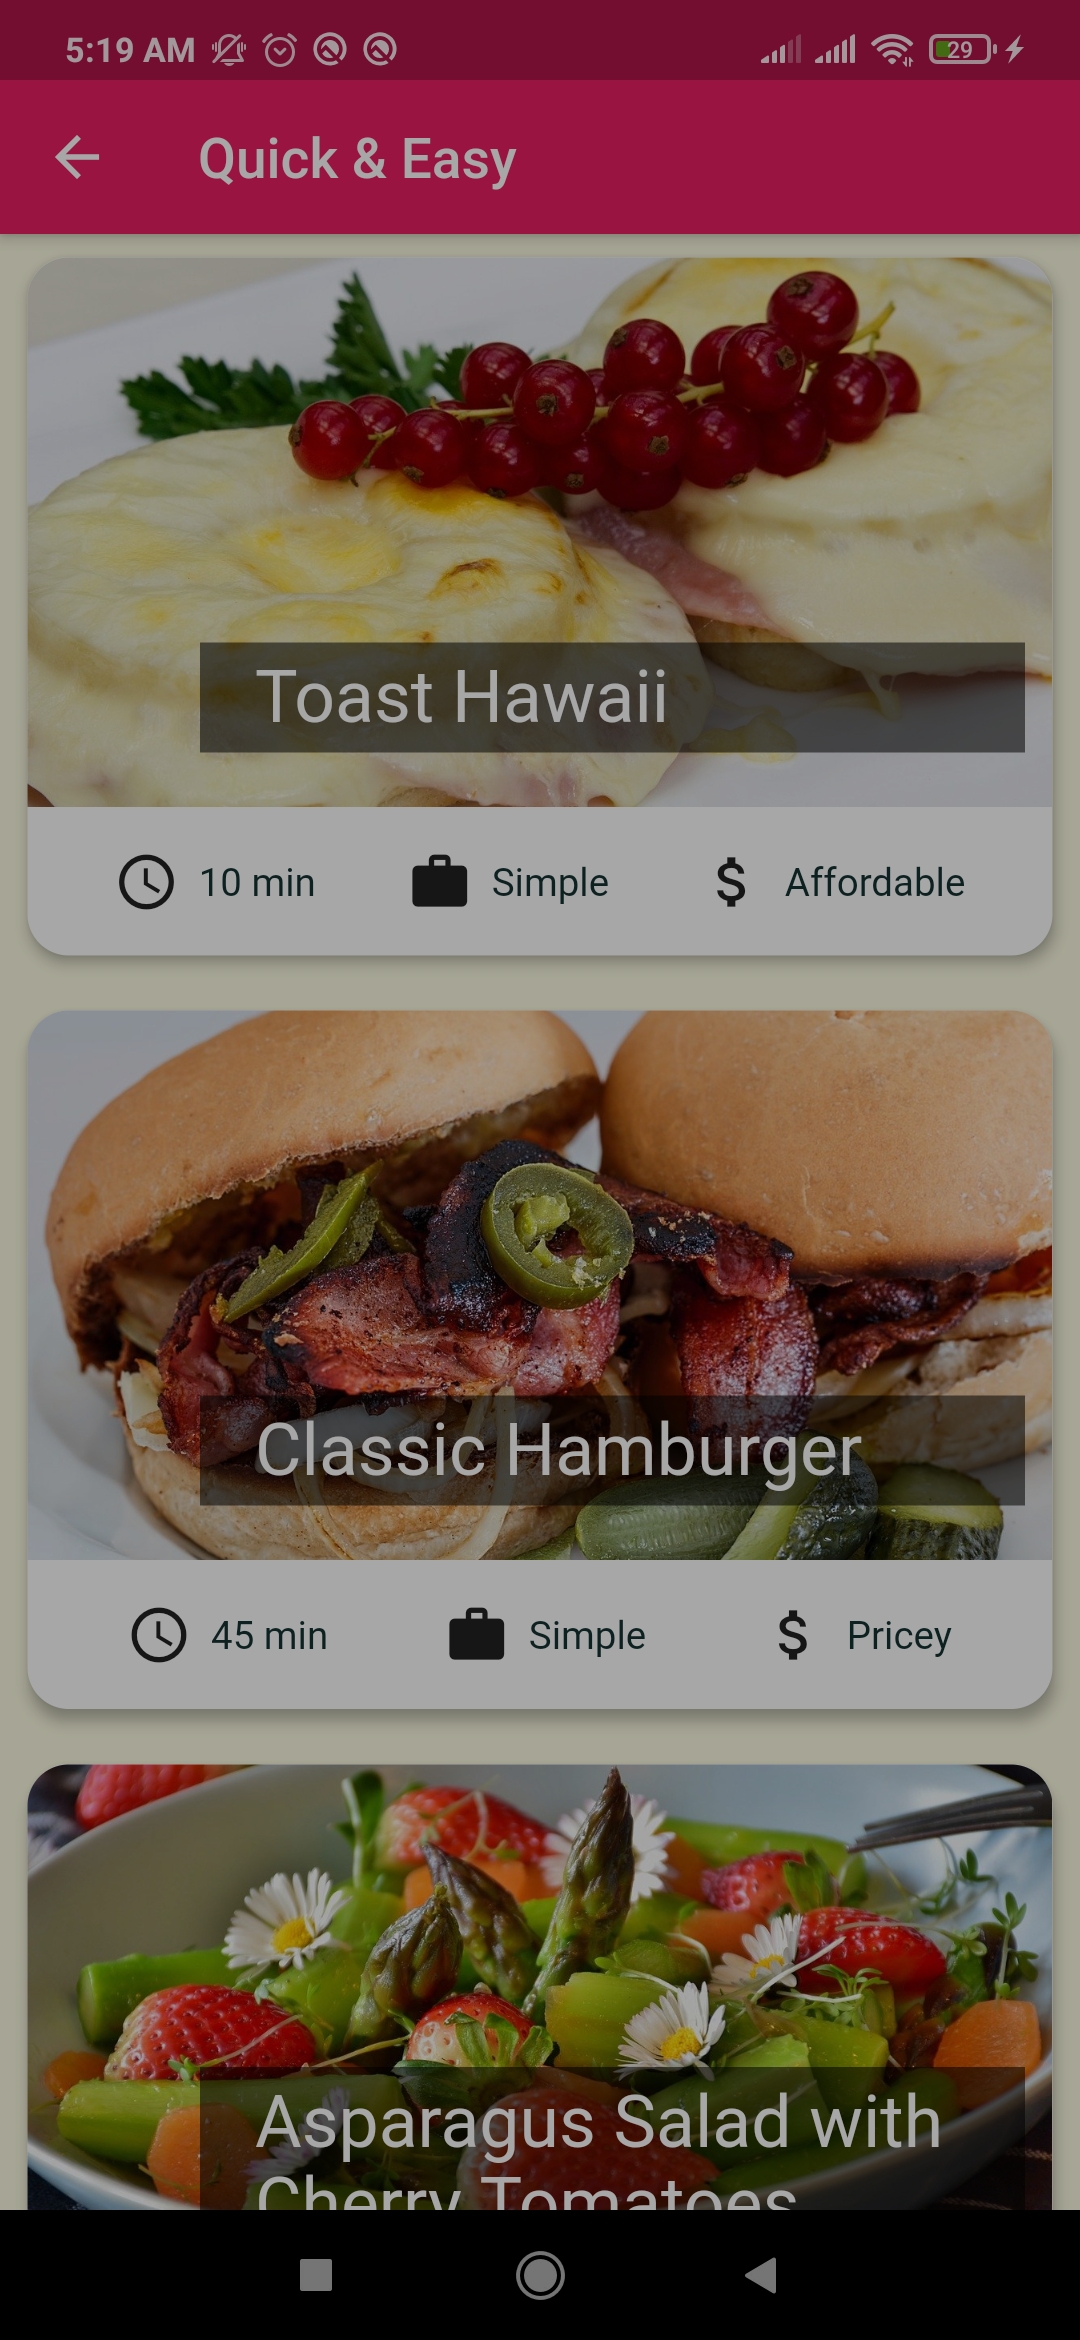 5:19 AM
29
Quick & Easy
Toast Hawaii
10 min
Simple
$
Affordable
Classic Hamburger
45 min
Simple
$
Pricey
Asparagus Salad with
Cherry Tomatoes